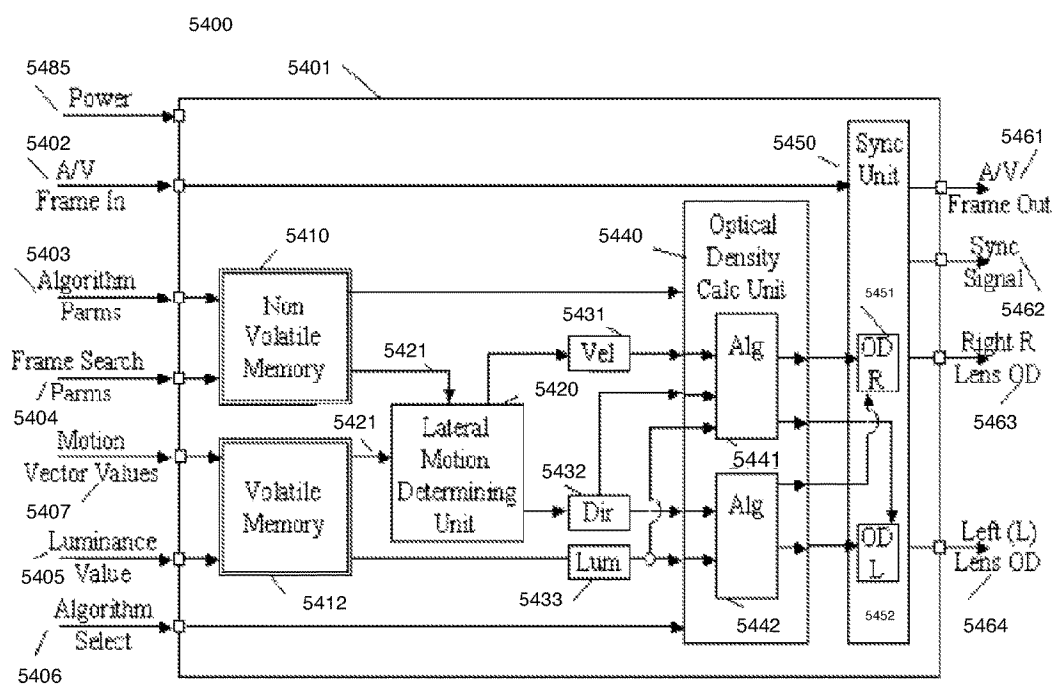 5400
5485
Power
5401
5402
A/V
Frame In
5450
Sync
Unit
5461
A/V
Frame Out
5403
Algorithm
Parms
5410
Non
Volatile
Memory
5440
Optical
Density
Calc Unit
Sync
Signal
5462
Frame Search
Parms
5404
5421
5431
Vel
Alg
5451
OD
R
Right R
Lens OD
5463
5420
Lateral
Motion
Determining
Unit
5421
Motion
Vector Values
5407
Volatile
Memory
5412
5432
Dir
5441
Alg
Luminance
Value
5405
Lum
5433
5442
OD
L
5452
Left (L)
Lens OD
5464
Algorithm
Select
5406